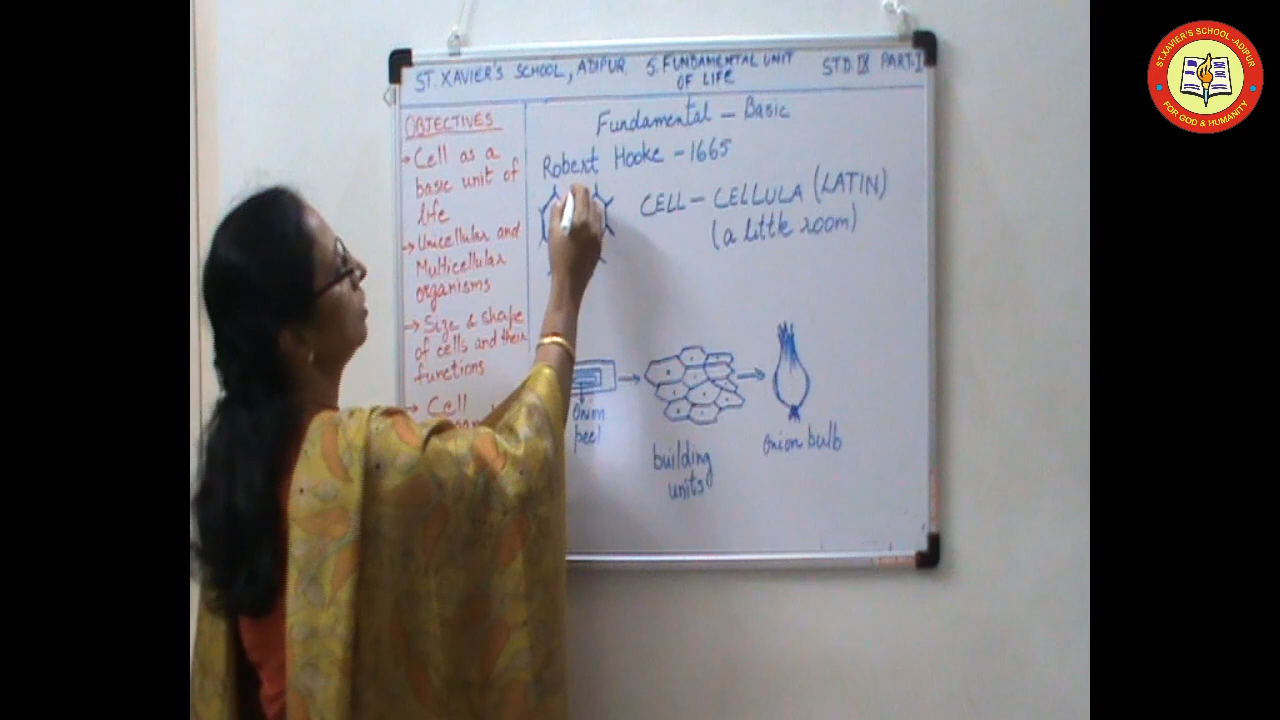 ST. XAVIER'S SCHOOL, ADIPUR 5. FUNDAMENTAL UNIT OF LIFE STD IX PART-I
OBJECTIVES
→ Cell as a
basic unit of
life
→ Unicellular and
Multicellular
organisms
→ Size & shape
of cells and their
functions
→ Cell
Fundamental – Basic
Robert Hooke – 1665
CELL – CELLULA (LATIN)
(a little room)
onion
peel
building
units
onion bulb
ST. XAVIER'S SCHOOL-ADIPUR
FOR GOD & HUMANITY